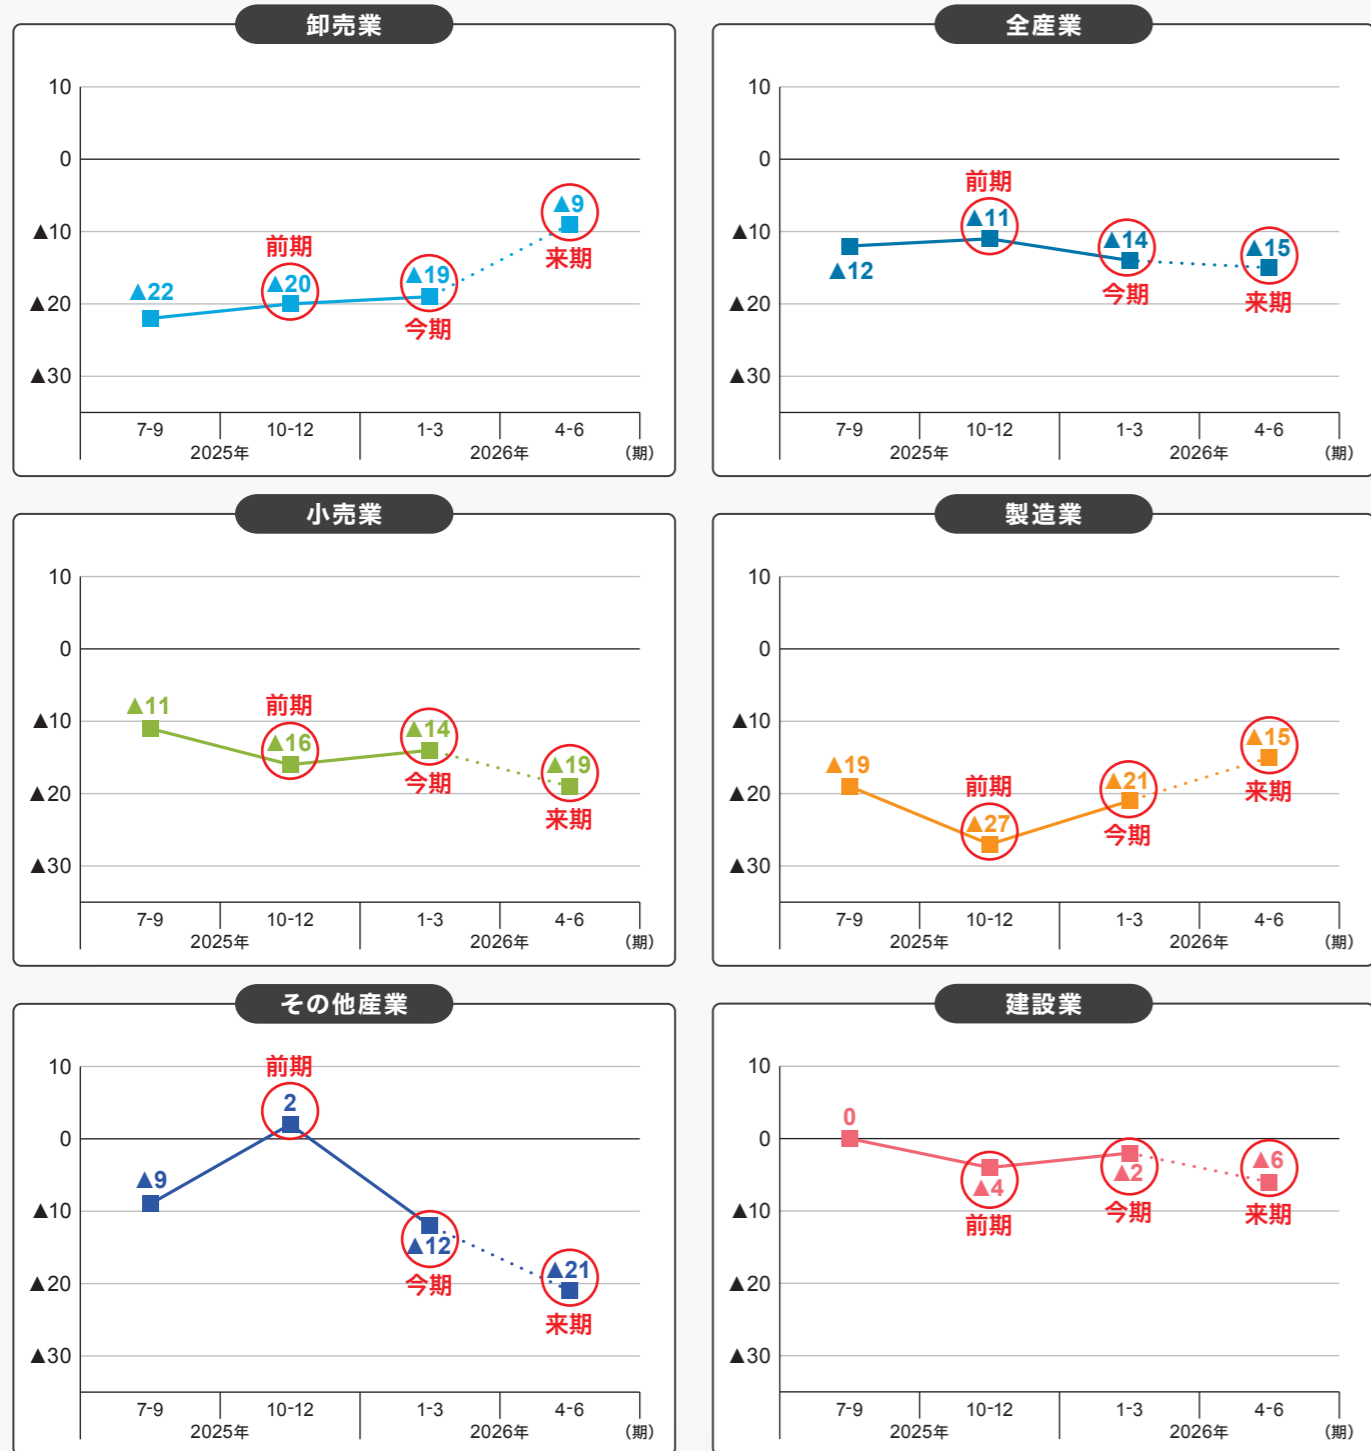 卸売業
10
0
▲10
▲20
▲30
▲22
前期
▲20
▲19
今期
▲9
来期
7-9
10-12
1-3
4-6
2025年
2026年
(期)
全産業
10
0
▲10
▲20
▲30
▲12
前期
▲11
▲14
今期
▲15
来期
7-9
10-12
1-3
4-6
2025年
2026年
(期)
小売業
10
0
▲10
▲20
▲30
▲11
前期
▲16
▲14
今期
▲19
来期
7-9
10-12
1-3
4-6
2025年
2026年
(期)
製造業
10
0
▲10
▲20
▲30
▲19
前期
▲27
▲21
今期
▲15
来期
7-9
10-12
1-3
4-6
2025年
2026年
(期)
その他産業
10
0
▲10
▲20
▲30
▲9
前期
2
▲12
今期
▲21
来期
7-9
10-12
1-3
4-6
2025年
2026年
(期)
建設業
10
0
▲10
▲20
▲30
0
▲4
前期
▲2
今期
▲6
来期
7-9
10-12
1-3
4-6
2025年
2026年
(期)